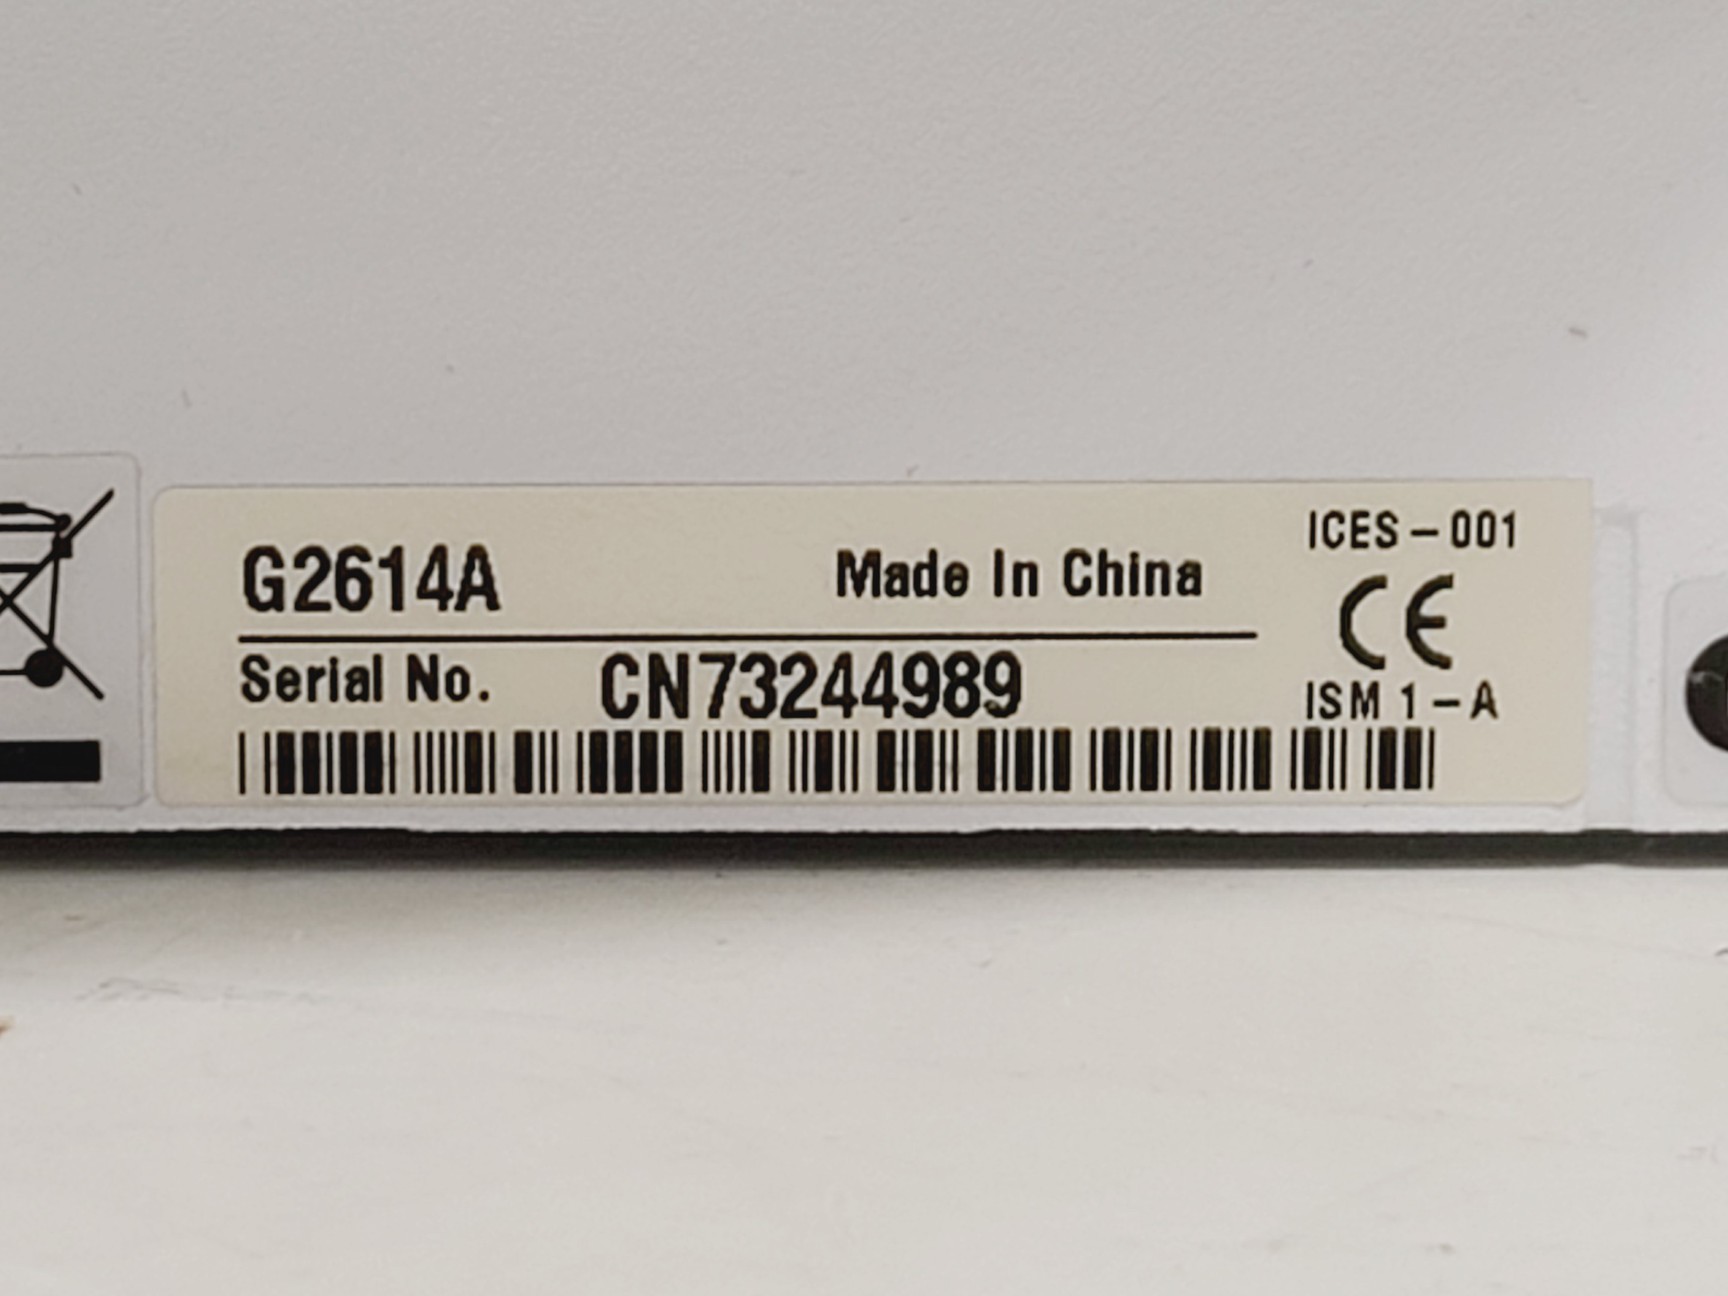 G2614A Made In China ICES-001
CE
Serial No. CN73244989 ISM 1-A